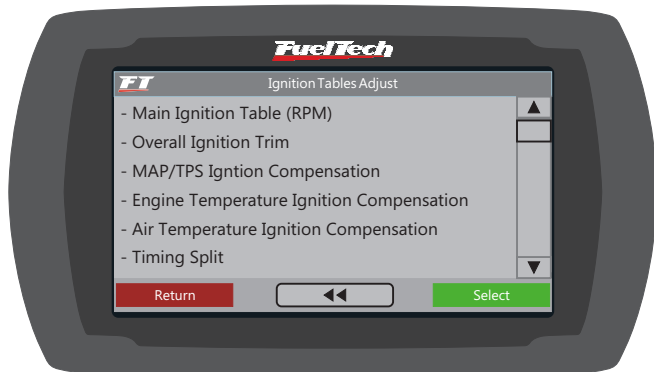 FuelTech
FT
Ignition Tables Adjust
- Main Ignition Table (RPM)
- Overall Ignition Trim
- MAP/TPS Igntion Compensation
- Engine Temperature Ignition Compensation
- Air Temperature Ignition Compensation
- Timing Split
Return
Select